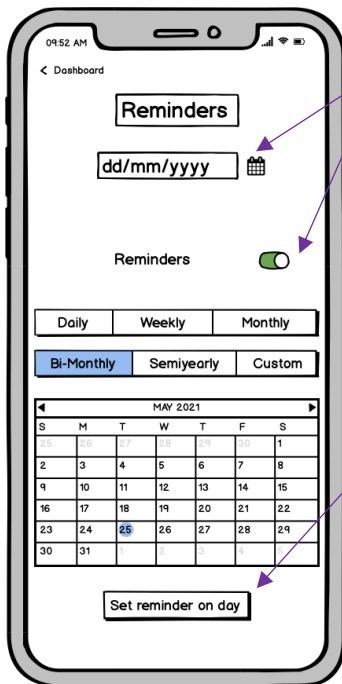 09:52 AM
< Dashboard
Reminders
dd/mm/yyyy
Reminders
Daily Weekly Monthly
Bi-Monthly Semiyearly Custom
MAY 2021
S M T W T F S
25 26 27 28 29 30 1
2 3 4 5 6 7 8
9 10 11 12 13 14 15
16 17 18 19 20 21 22
23 24 25 26 27 28 29
30 31 1 2 3 4 5
Set reminder on day